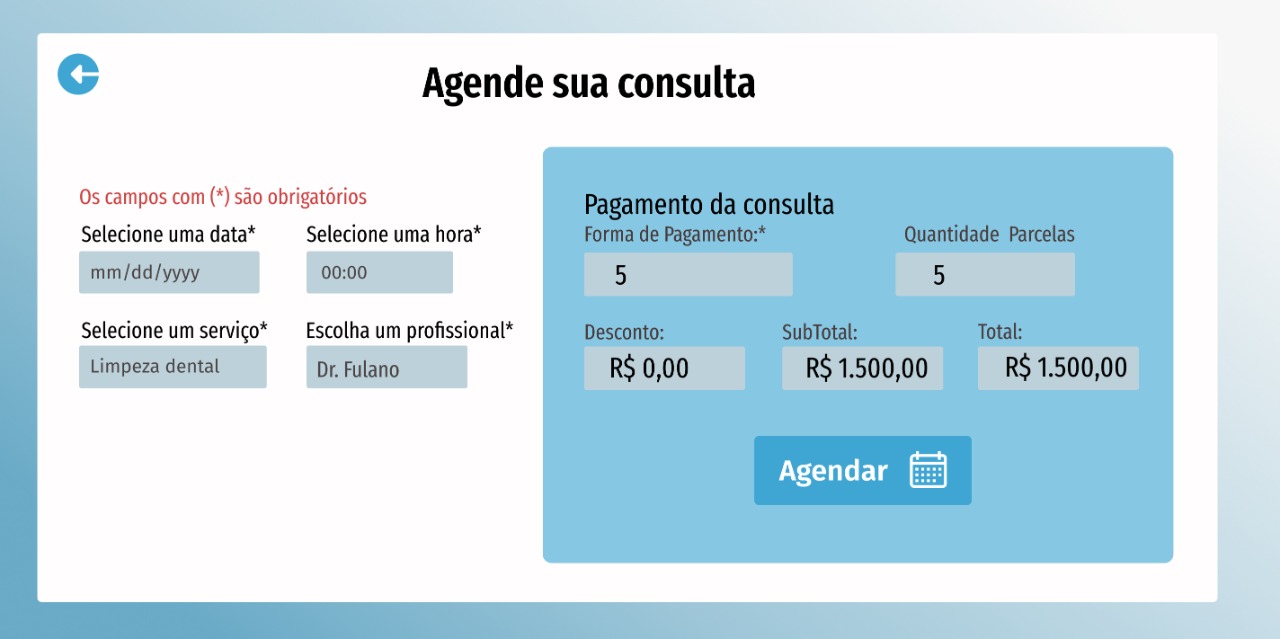 Agende sua consulta
Os campos com (*) são obrigatórios
Selecione uma data*
Selecione uma hora*
mm/dd/yyyy
00:00
Selecione um serviço*
Escolha um profissional*
Limpeza dental
Dr. Fulano
Pagamento da consulta
Forma de Pagamento:*
Quantidade Parcelas
5
5
Desconto:
SubTotal:
Total:
R$ 0,00
R$ 1.500,00
R$ 1.500,00
Agendar